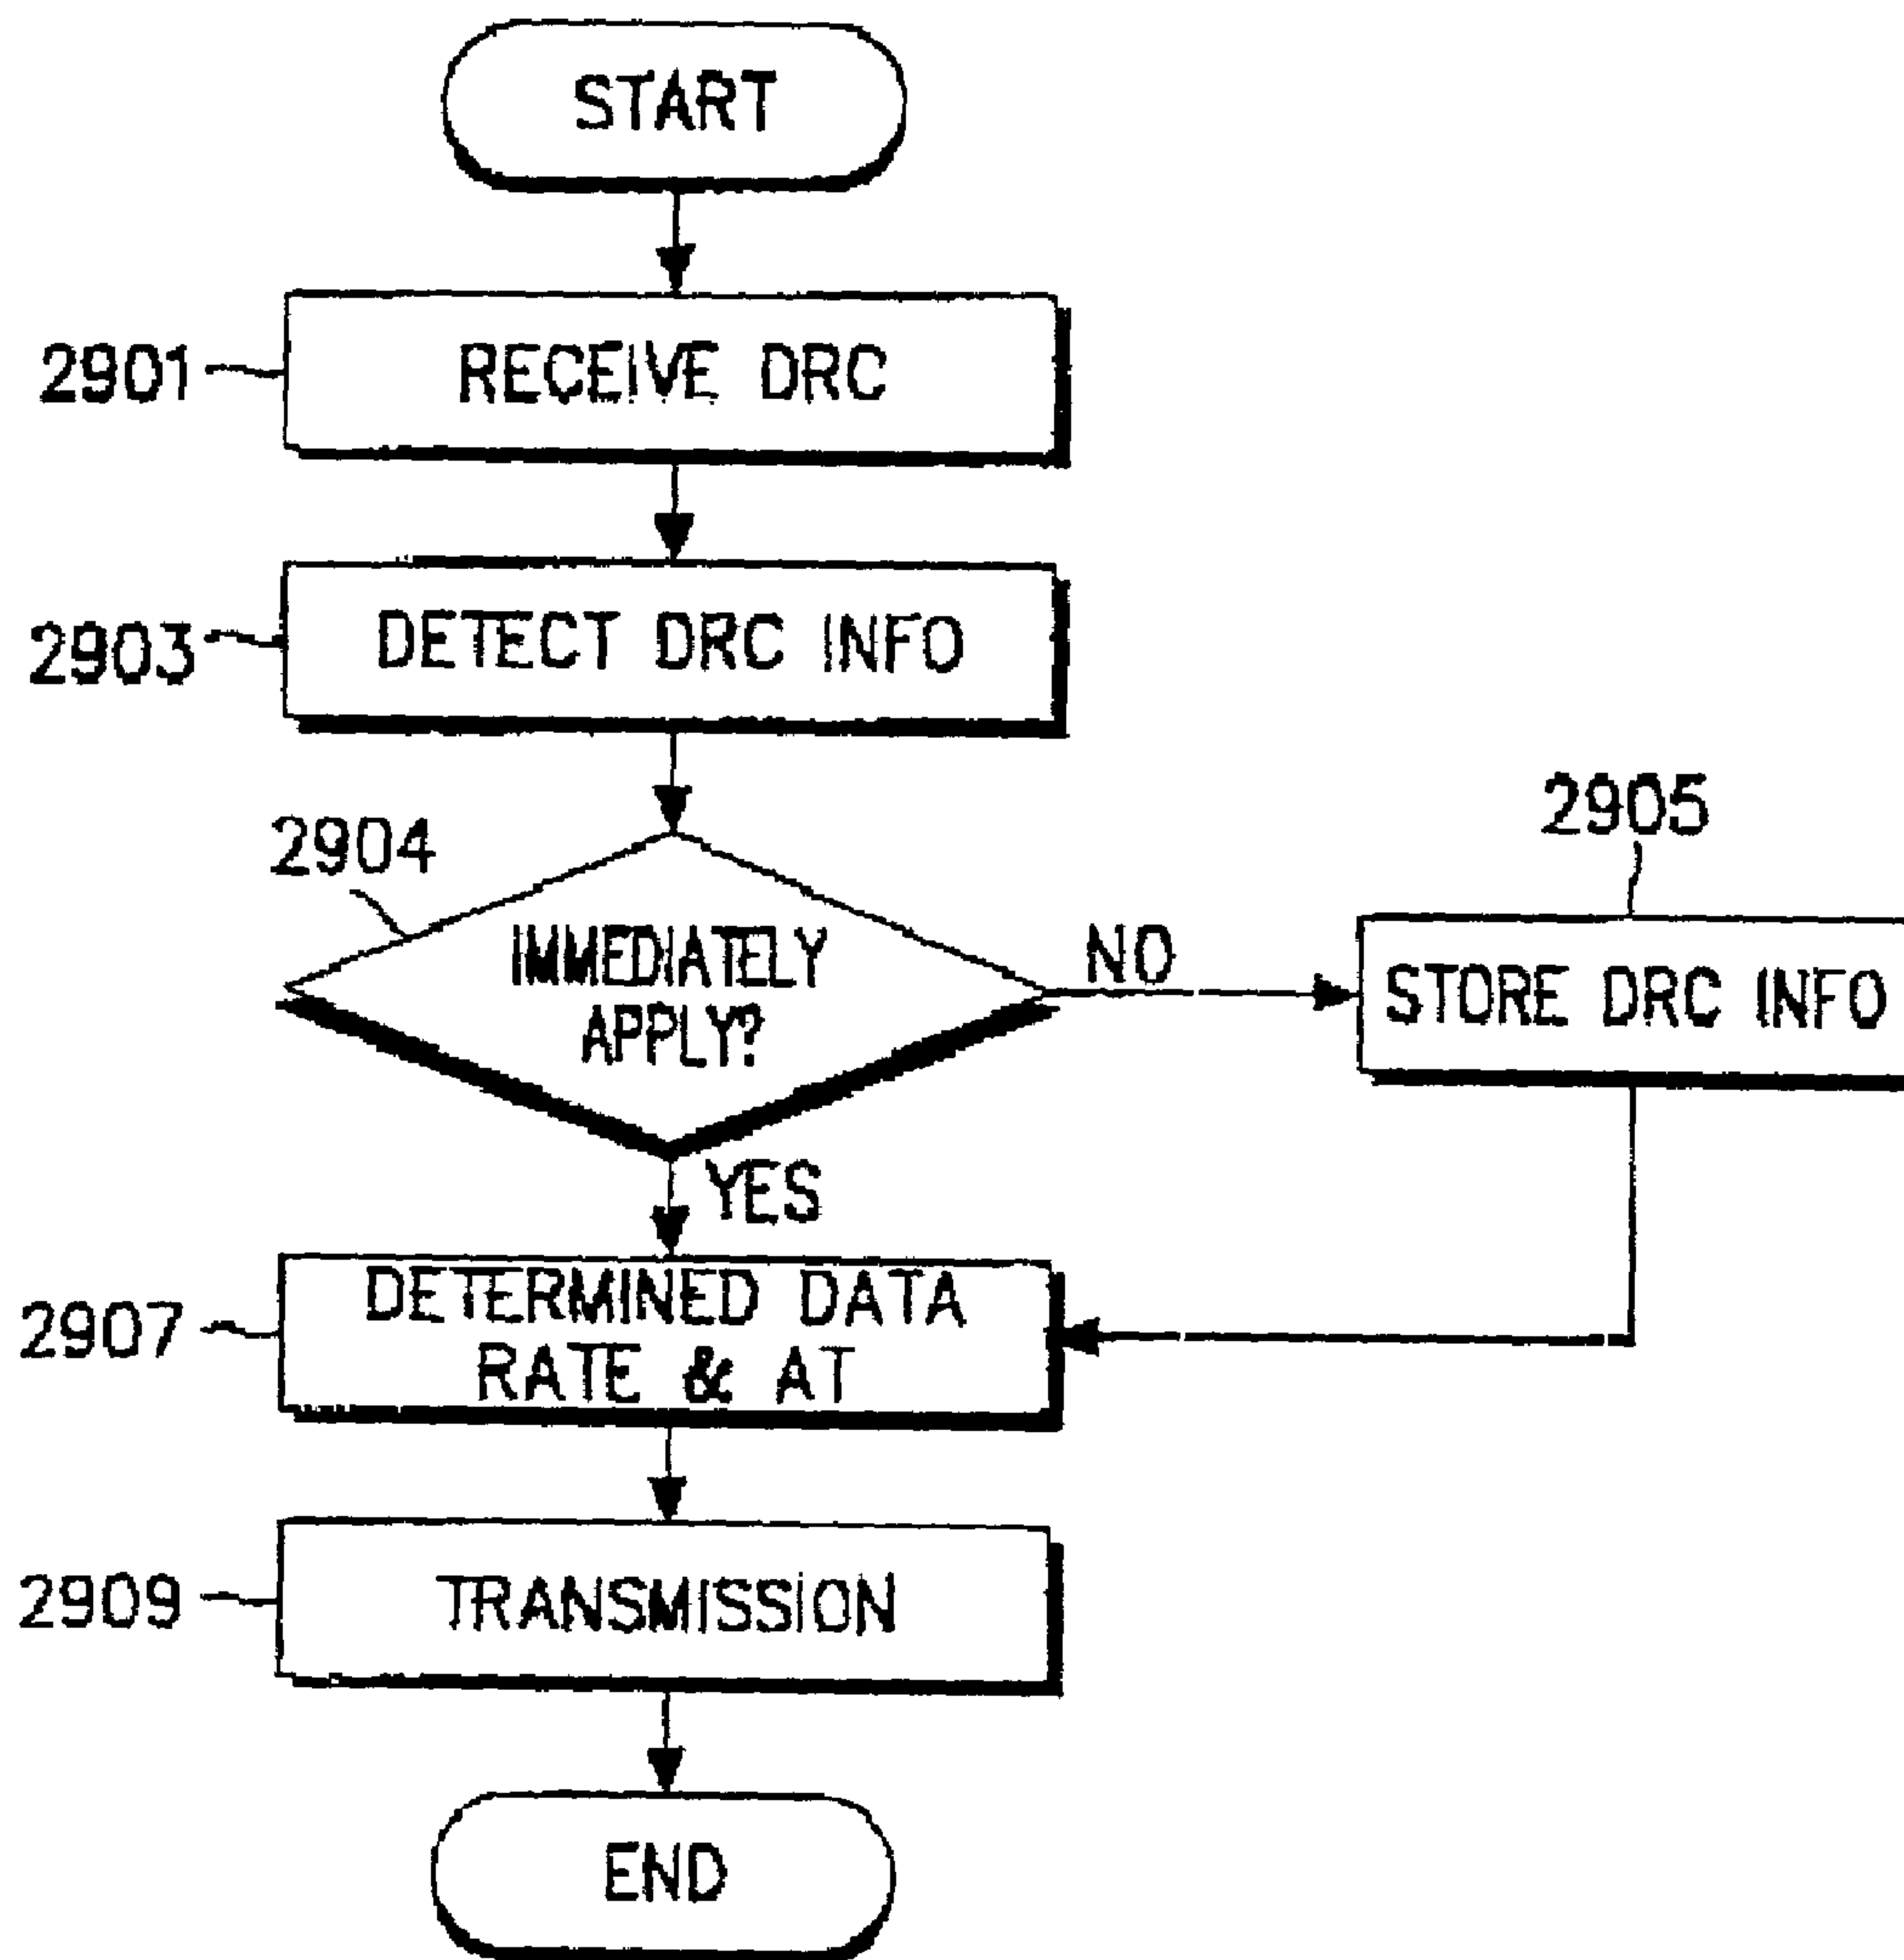 START
2901
RECEIVE DRC
2903
DETECT DRC INFO
2904
2905
IMMEDIATELY
APPLY?
NO
STORE DRC INFO
YES
2907
DETERMINED DATA
RATE & AT
2909
TRANSMISSION
END